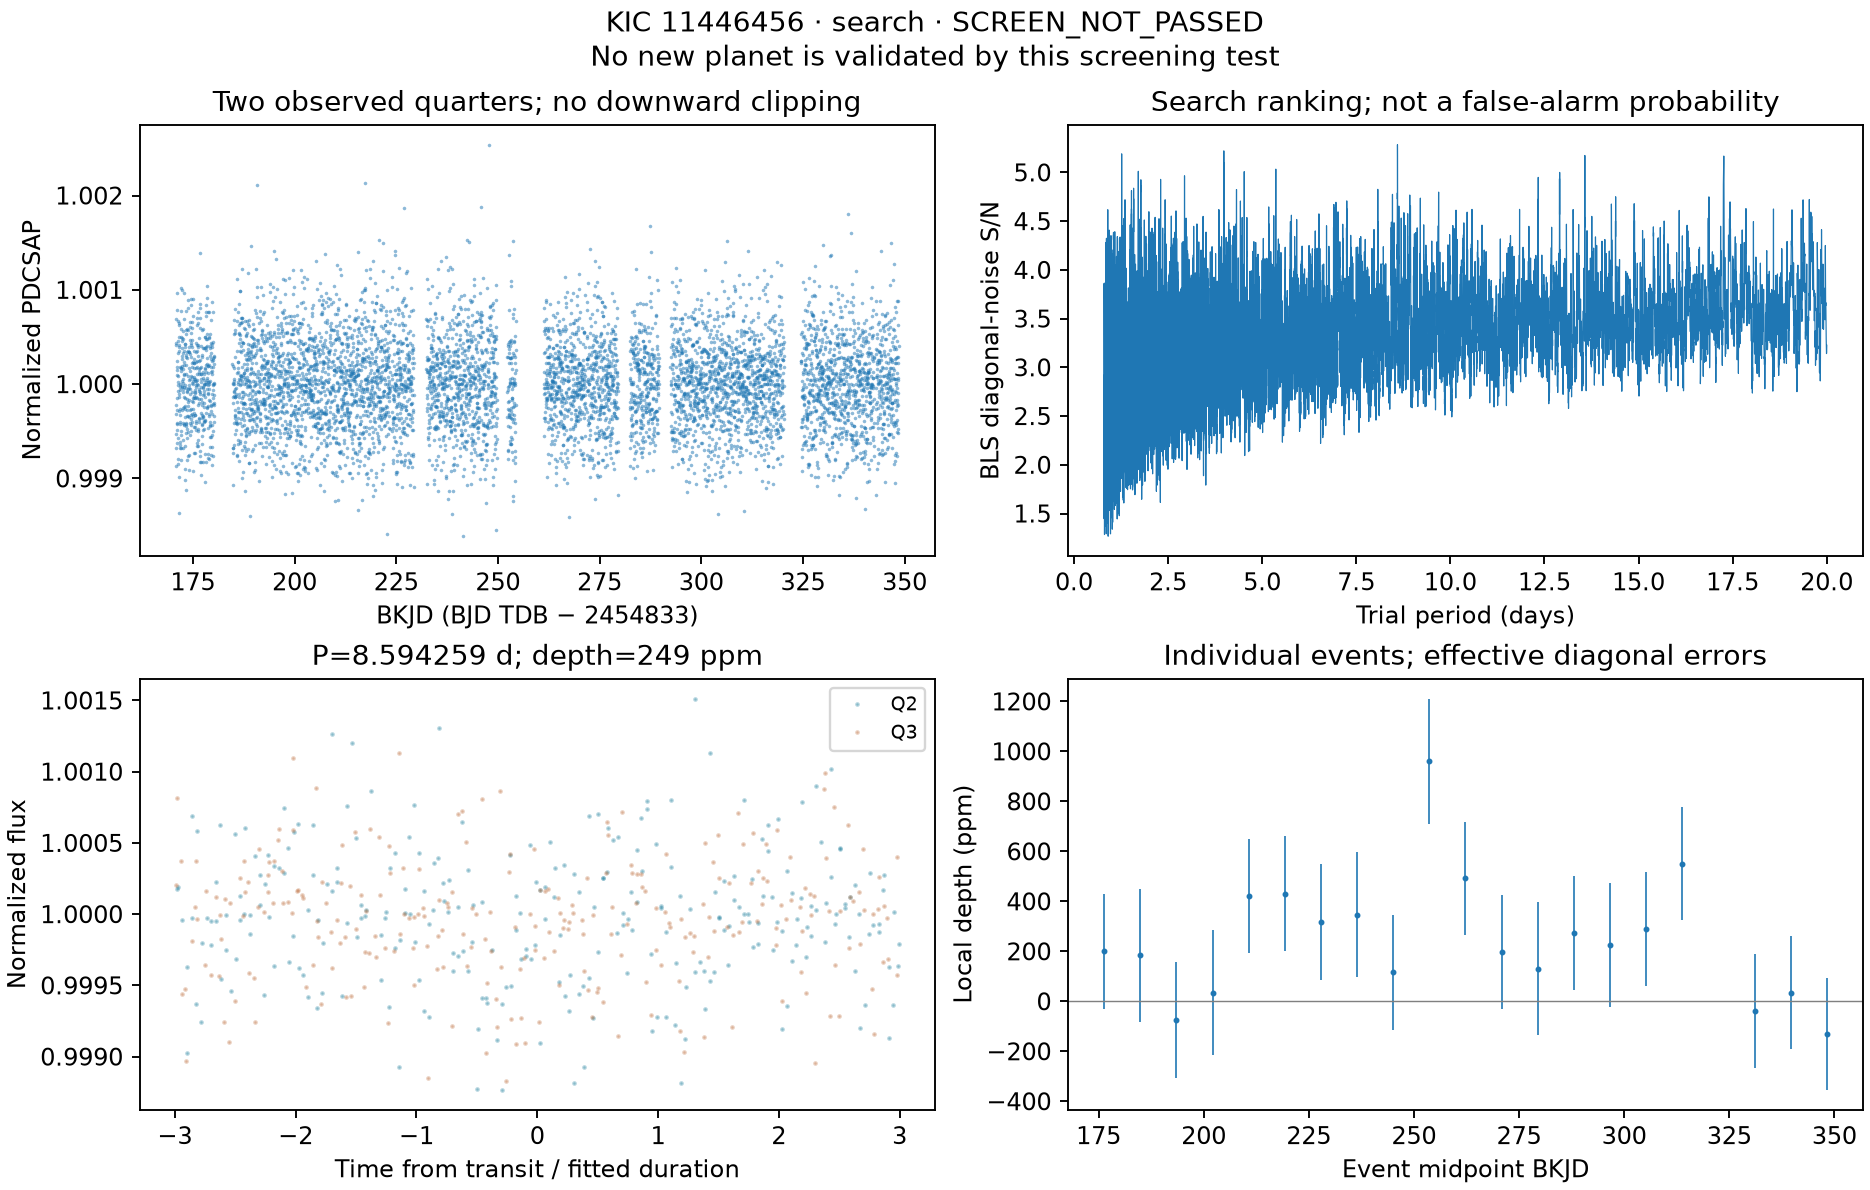 KIC 11446456 · search · SCREEN_NOT_PASSED
No new planet is validated by this screening test
Two observed quarters; no downward clipping
Normalized PDCSAP
1.002
1.001
1.000
0.999
175 200 225 250 275 300 325 350
BKJD (BJD TDB − 2454833)
Search ranking; not a false-alarm probability
BLS diagonal-noise S/N
5.0
4.5
4.0
3.5
3.0
2.5
2.0
1.5
0.0 2.5 5.0 7.5 10.0 12.5 15.0 17.5 20.0
Trial period (days)
P=8.594259 d; depth=249 ppm
Normalized flux
1.0015
1.0010
1.0005
1.0000
0.9995
0.9990
Q2
Q3
−3 −2 −1 0 1 2 3
Time from transit / fitted duration
Individual events; effective diagonal errors
Local depth (ppm)
1200
1000
800
600
400
200
0
−200
−400
175 200 225 250 275 300 325 350
Event midpoint BKJD